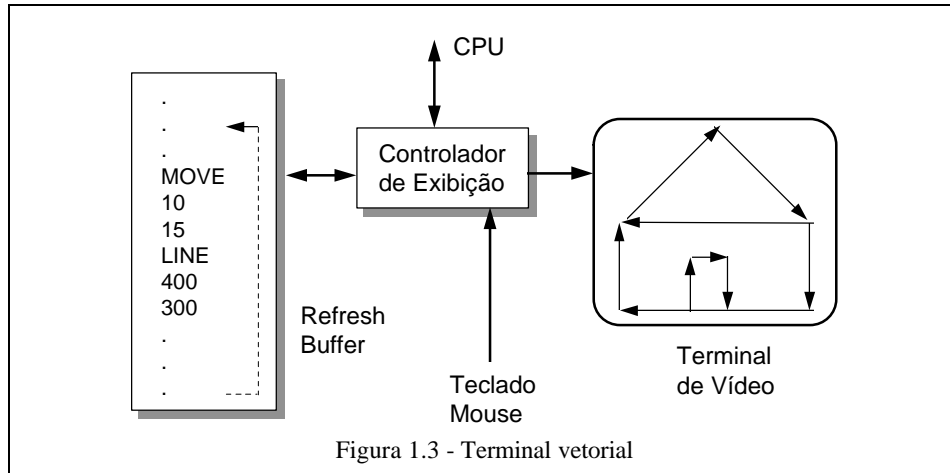 CPU
.
.
.
MOVE
10
15
LINE
400
300
.
.
.
Refresh
Buffer
Controlador
de Exibição
Teclado
Mouse
Terminal
de Vídeo
Figura 1.3 - Terminal vetorial